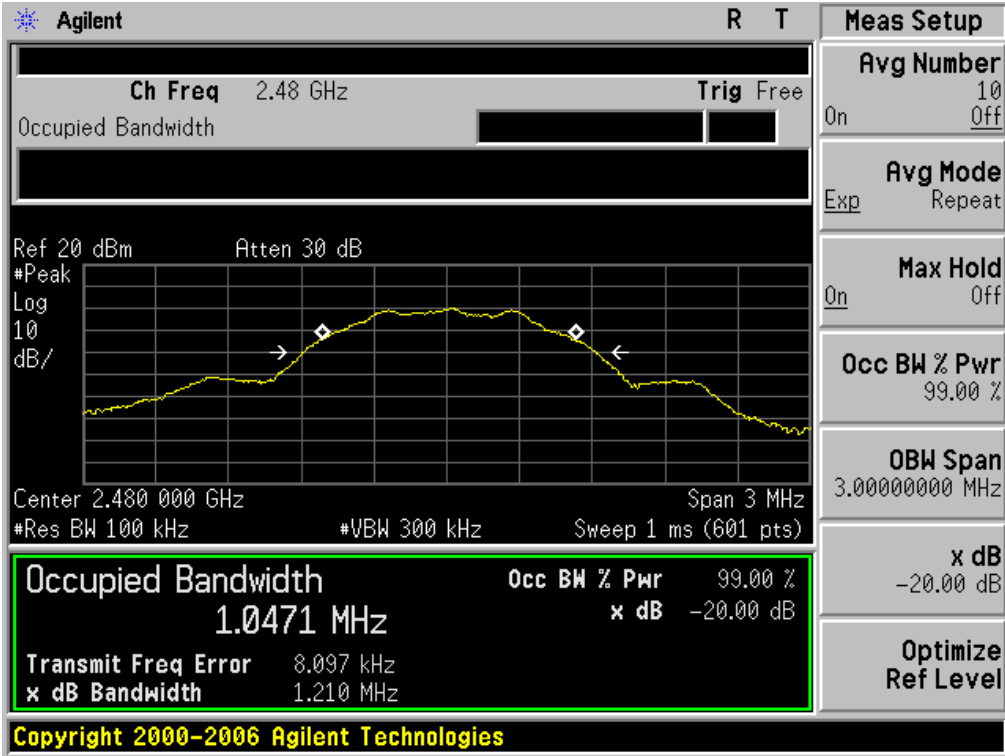 Agilent R T Meas Setup
Ch Freq 2.48 GHz Trig Free
Occupied Bandwidth
Ref 20 dBm Atten 30 dB
#Peak
Log
10
dB/
Center 2.480 000 GHz Span 3 MHz
#Res BW 100 kHz #VBW 300 kHz Sweep 1 ms (601 pts)
Occupied Bandwidth Occ BW % Pwr 99.00 %
1.0471 MHz x dB -20.00 dB
Transmit Freq Error 8.097 kHz
x dB Bandwidth 1.210 MHz
Copyright 2000-2006 Agilent Technologies
Avg Number
10
On Off
Avg Mode
Exp Repeat
Max Hold
On Off
Occ BW % Pwr
99.00 %
OBW Span
3.00000000 MHz
x dB
-20.00 dB
Optimize
Ref Level